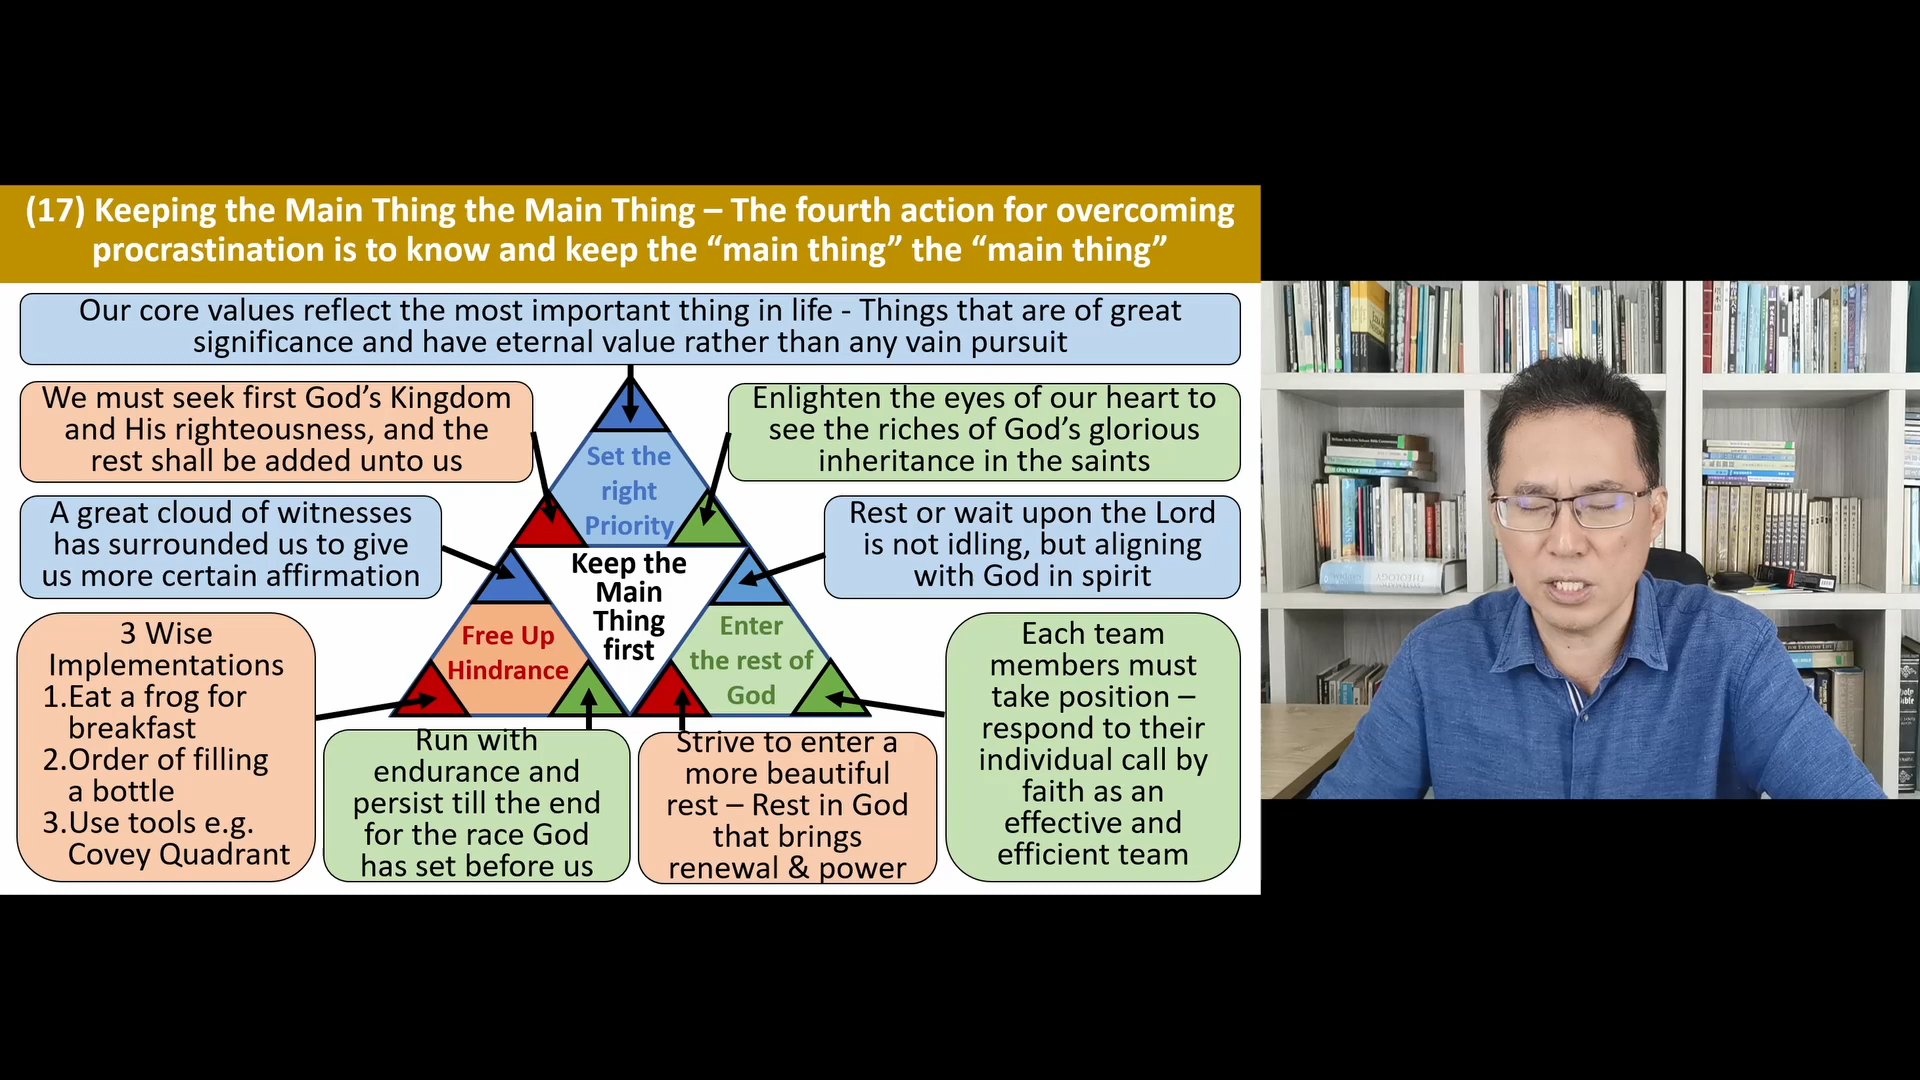 (17) Keeping the Main Thing the Main Thing – The fourth action for overcoming
procrastination is to know and keep the “main thing” the “main thing”
Our core values reflect the most important thing in life - Things that are of great
significance and have eternal value rather than any vain pursuit
We must seek first God’s Kingdom
and His righteousness, and the
rest shall be added unto us
Enlighten the eyes of our heart to
see the riches of God’s glorious
inheritance in the saints
Set the
right
Priority
A great cloud of witnesses
has surrounded us to give
us more certain affirmation
Rest or wait upon the Lord
is not idling, but aligning
with God in spirit
Keep the
Main
Thing
first
Free Up
Hindrance
Enter
the rest of
God
3 Wise
Implementations
1.Eat a frog for
breakfast
2.Order of filling
a bottle
3.Use tools e.g.
Covey Quadrant
Run with
endurance and
persist till the end
for the race God
has set before us
Strive to enter a
more beautiful
rest – Rest in God
that brings
renewal & power
Each team
members must
take position –
respond to their
individual call by
faith as an
effective and
efficient team